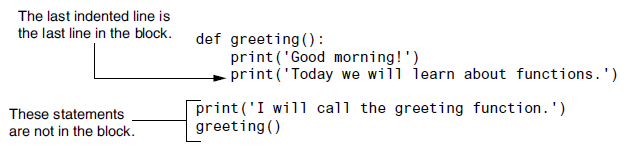 The last indented line is
the last line in the block.
def greeting():
    print('Good morning!')
    print('Today we will learn about functions.')
These statements
are not in the block.
print('I will call the greeting function.')
greeting()